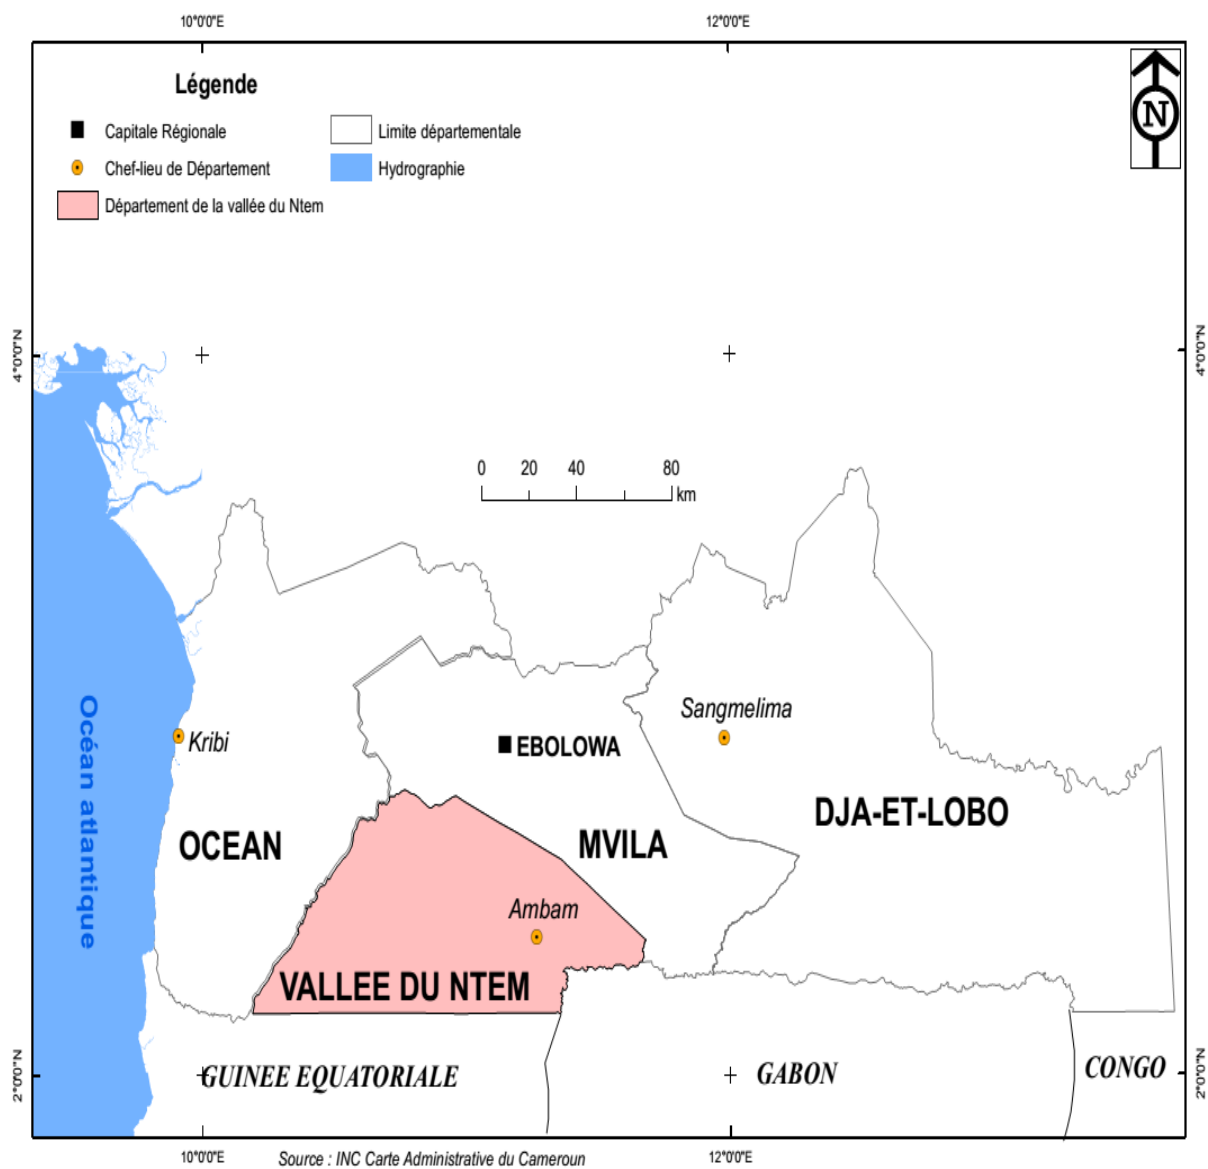 10°0'0"E
12°0'0"E
Légende
Capitale Régionale
Limite départementale
Chef-lieu de Département
Hydrographie
Département de la vallée du Ntem
N
4°0'0"N
4°0'0"N
0 20 40 80
km
Océan atlantique
Kribi
EBOLOWA
Sangmelima
OCEAN
MVILA
DJA-ET-LOBO
Ambam
VALLEE DU NTEM
GUINEE EQUATORIALE
GABON
CONGO
2°0'0"N
2°0'0"N
10°0'0"E
12°0'0"E
Source : INC Carte Administrative du Cameroun